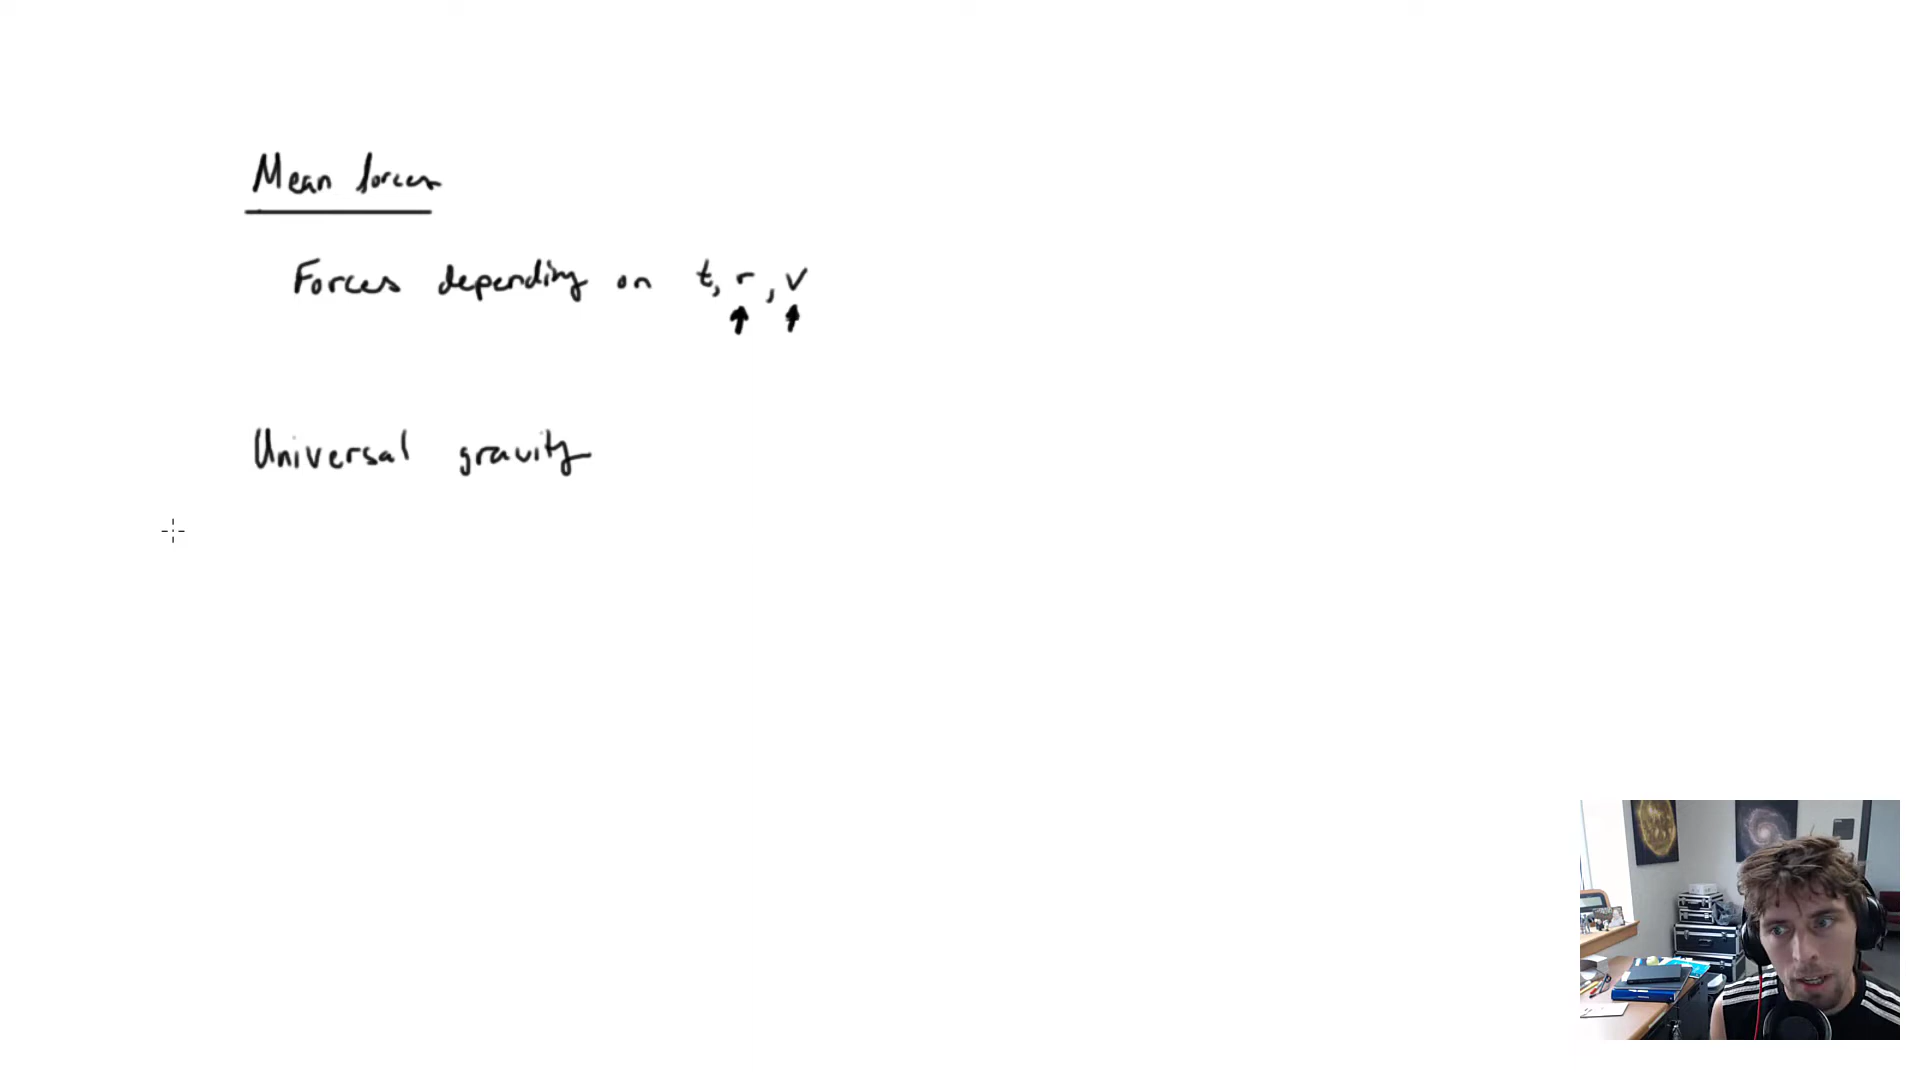 Mean forces
Forces depending on t, r, v
Universal gravity